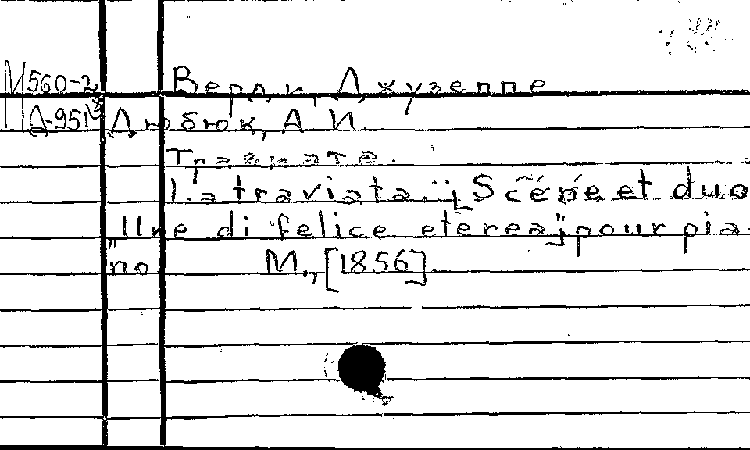 М560-2 Верди, Джузеппе
Д-951 Дюбюк, А. И.
Травиата.
La traviata. Scène et duo
„Une di felice eterea" pour pia-
no М., [1856]